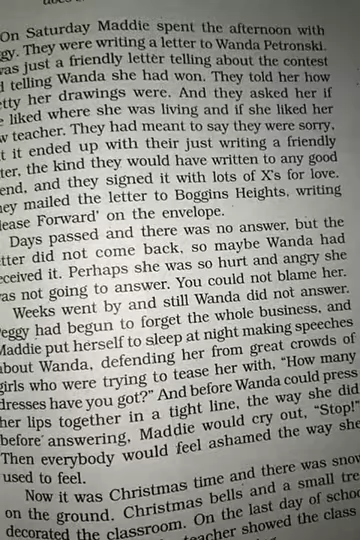 On Saturday Maddie spent the afternoon with
gy. They were writing a letter to Wanda Petronski.
was just a friendly letter telling about the contest
d telling Wanda she had won. They told her how
etty her drawings were. And they asked her if
e liked where she was living and if she liked her
w teacher. They had meant to say they were sorry,
t it ended up with their just writing a friendly
tter, the kind they would have written to any good
end, and they signed it with lots of X's for love.
hey mailed the letter to Boggins Heights, writing
lease Forward' on the envelope.
Days passed and there was no answer, but the
tter did not come back, so maybe Wanda had
eceived it. Perhaps she was so hurt and angry she
as not going to answer. You could not blame her.
Weeks went by and still Wanda did not answer.
eggy had begun to forget the whole business, and
Maddie put herself to sleep at night making speeches
about Wanda, defending her from great crowds of
girls who were trying to tease her with, "How many
dresses have you got?" And before Wanda could press
her lips together in a tight line, the way she did
before answering, Maddie would cry out, "Stop!"
Then everybody would feel ashamed the way she
used to feel.
Now it was Christmas time and there was snow
on the ground. Christmas bells and a small tre
decorated the classroom. On the last day of schoo
teacher showed the class